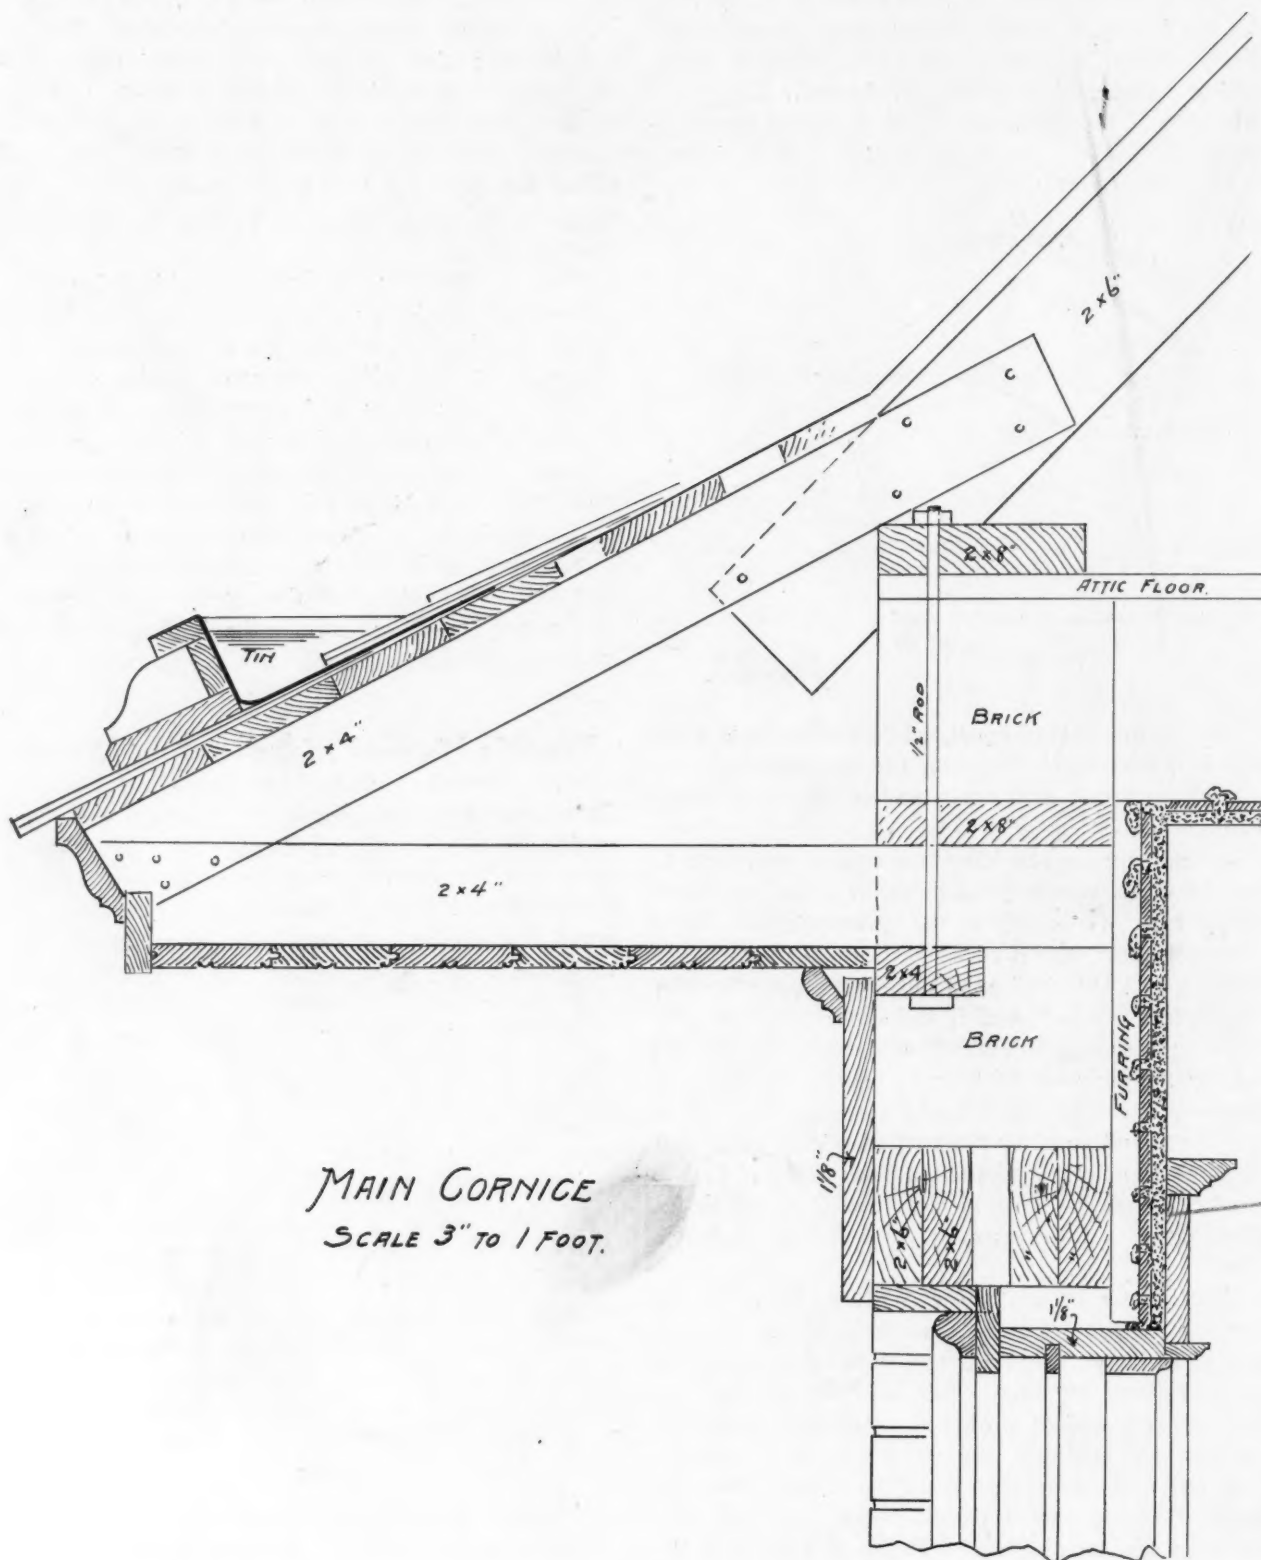 2 x 6"
2 x 8"
ATTIC FLOOR.
TIN
2 x 4"
1/2" ROD
BRICK
2 x 8"
2 x 4"
2 x 4
BRICK
FURRING
1 1/8"
MAIN CORNICE
SCALE 3" TO 1 FOOT.
2 x 6"
2 x 6"
"
"
1 1/8"